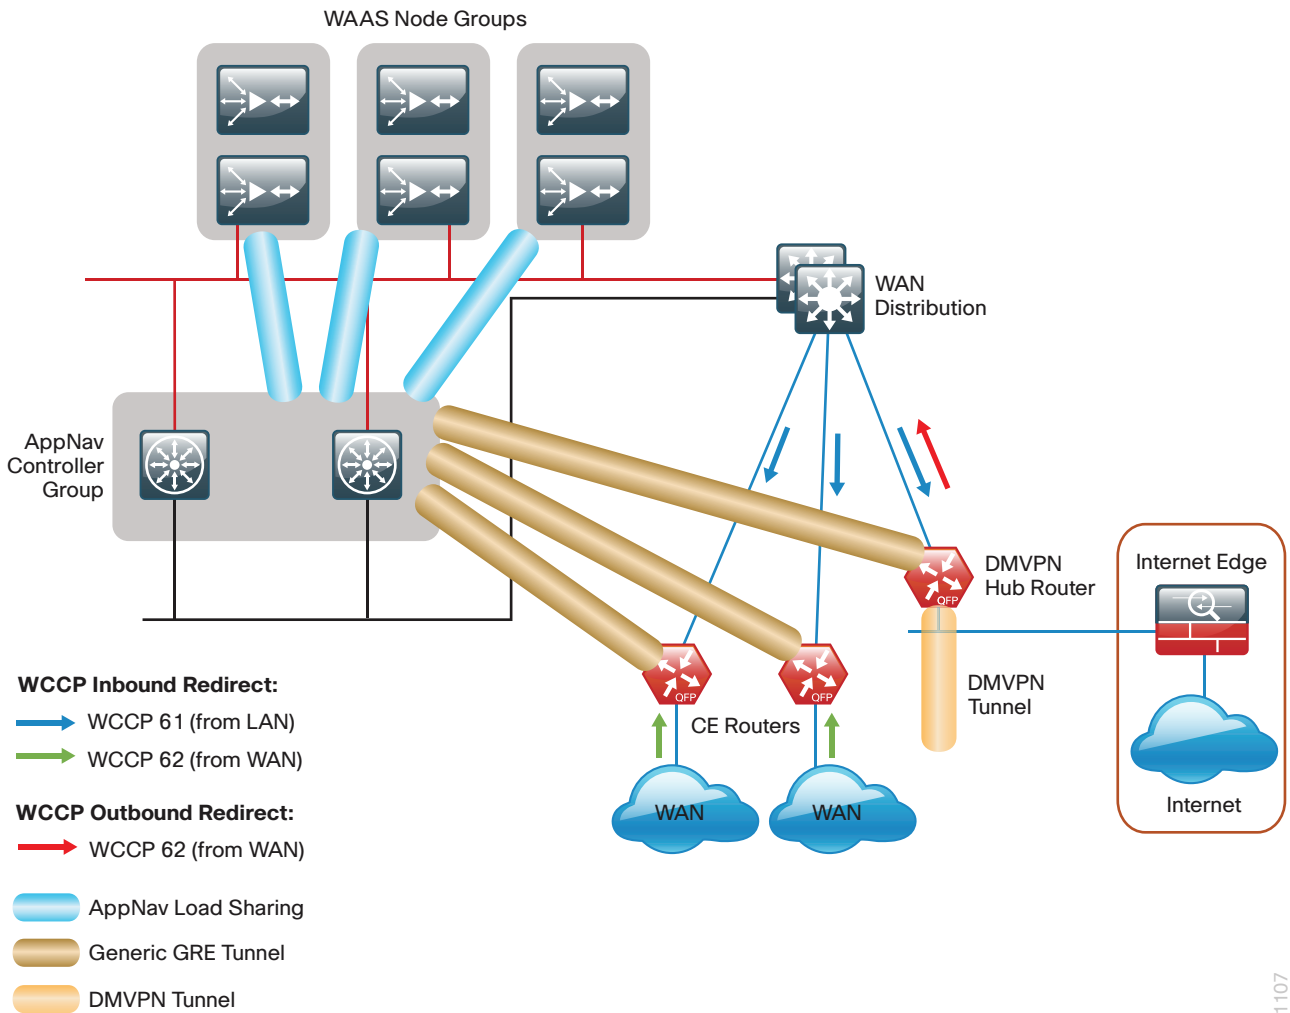 WAAS Node Groups
WAN
Distribution
AppNav
Controller
Group
DMVPN
Hub Router
QFP
Internet Edge
DMVPN
Tunnel
QFP
QFP
CE Routers
WAN
WAN
Internet
WCCP Inbound Redirect:
WCCP 61 (from LAN)
WCCP 62 (from WAN)
WCCP Outbound Redirect:
WCCP 62 (from WAN)
AppNav Load Sharing
Generic GRE Tunnel
DMVPN Tunnel
1107